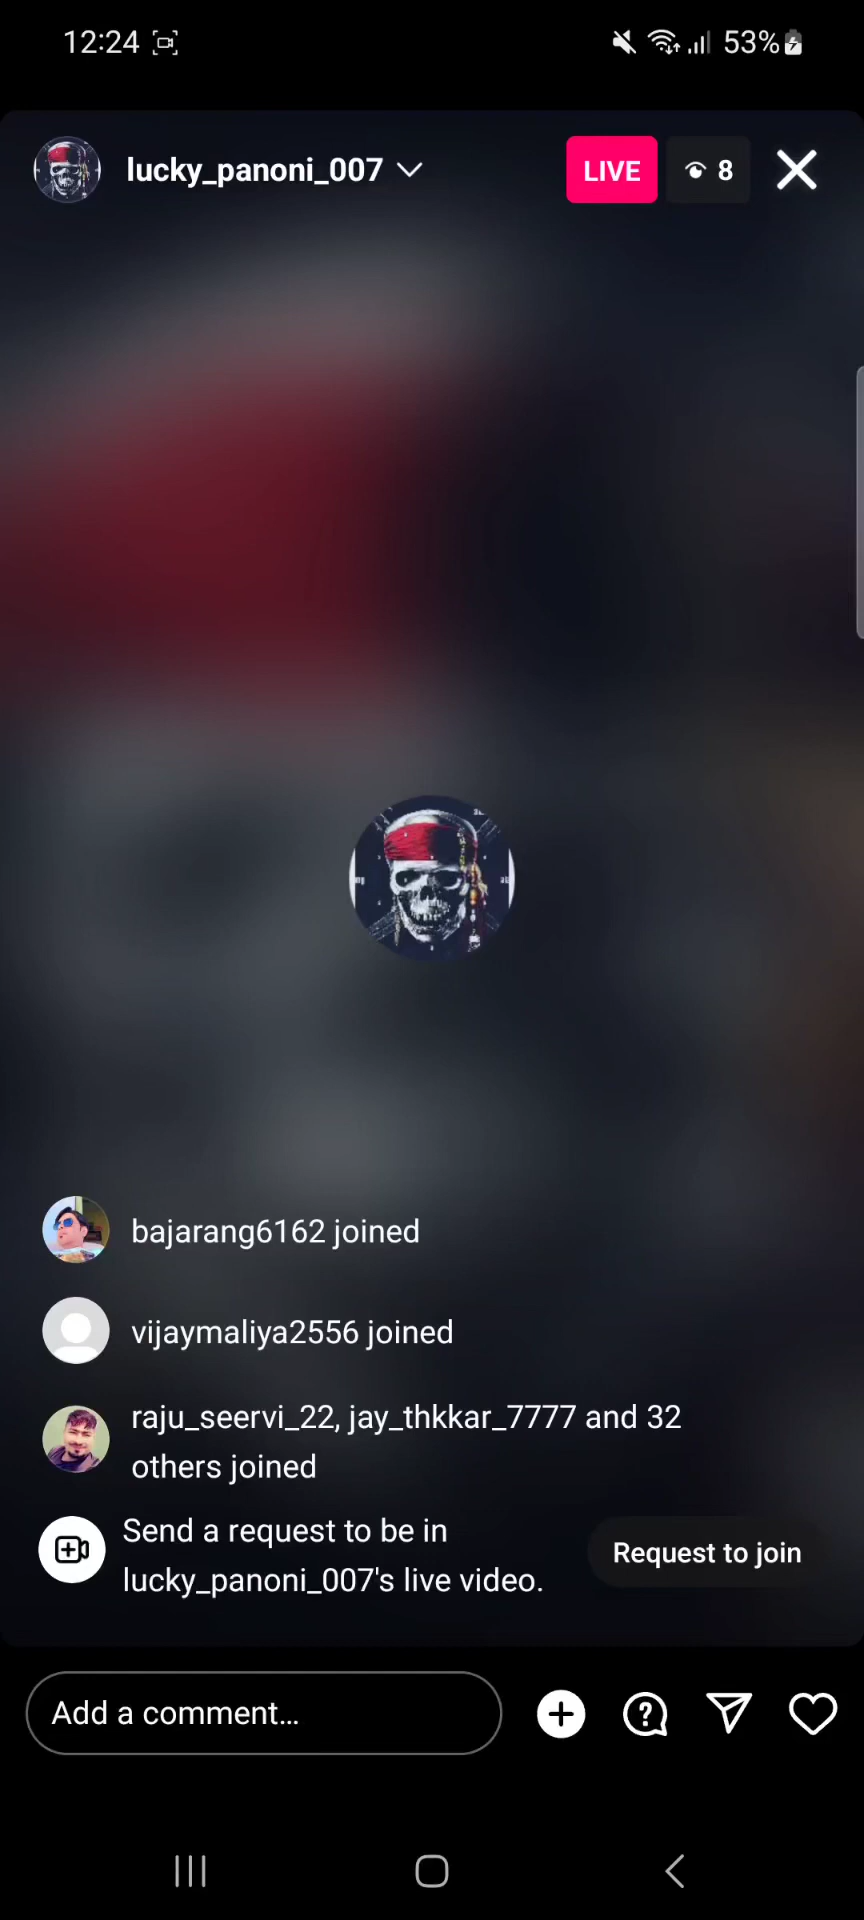 12:24
53%
lucky_panoni_007
LIVE
8
bajarang6162 joined
vijaymaliya2556 joined
raju_seervi_22, jay_thkkar_7777 and 32
others joined
Send a request to be in
lucky_panoni_007's live video.
Request to join
Add a comment...